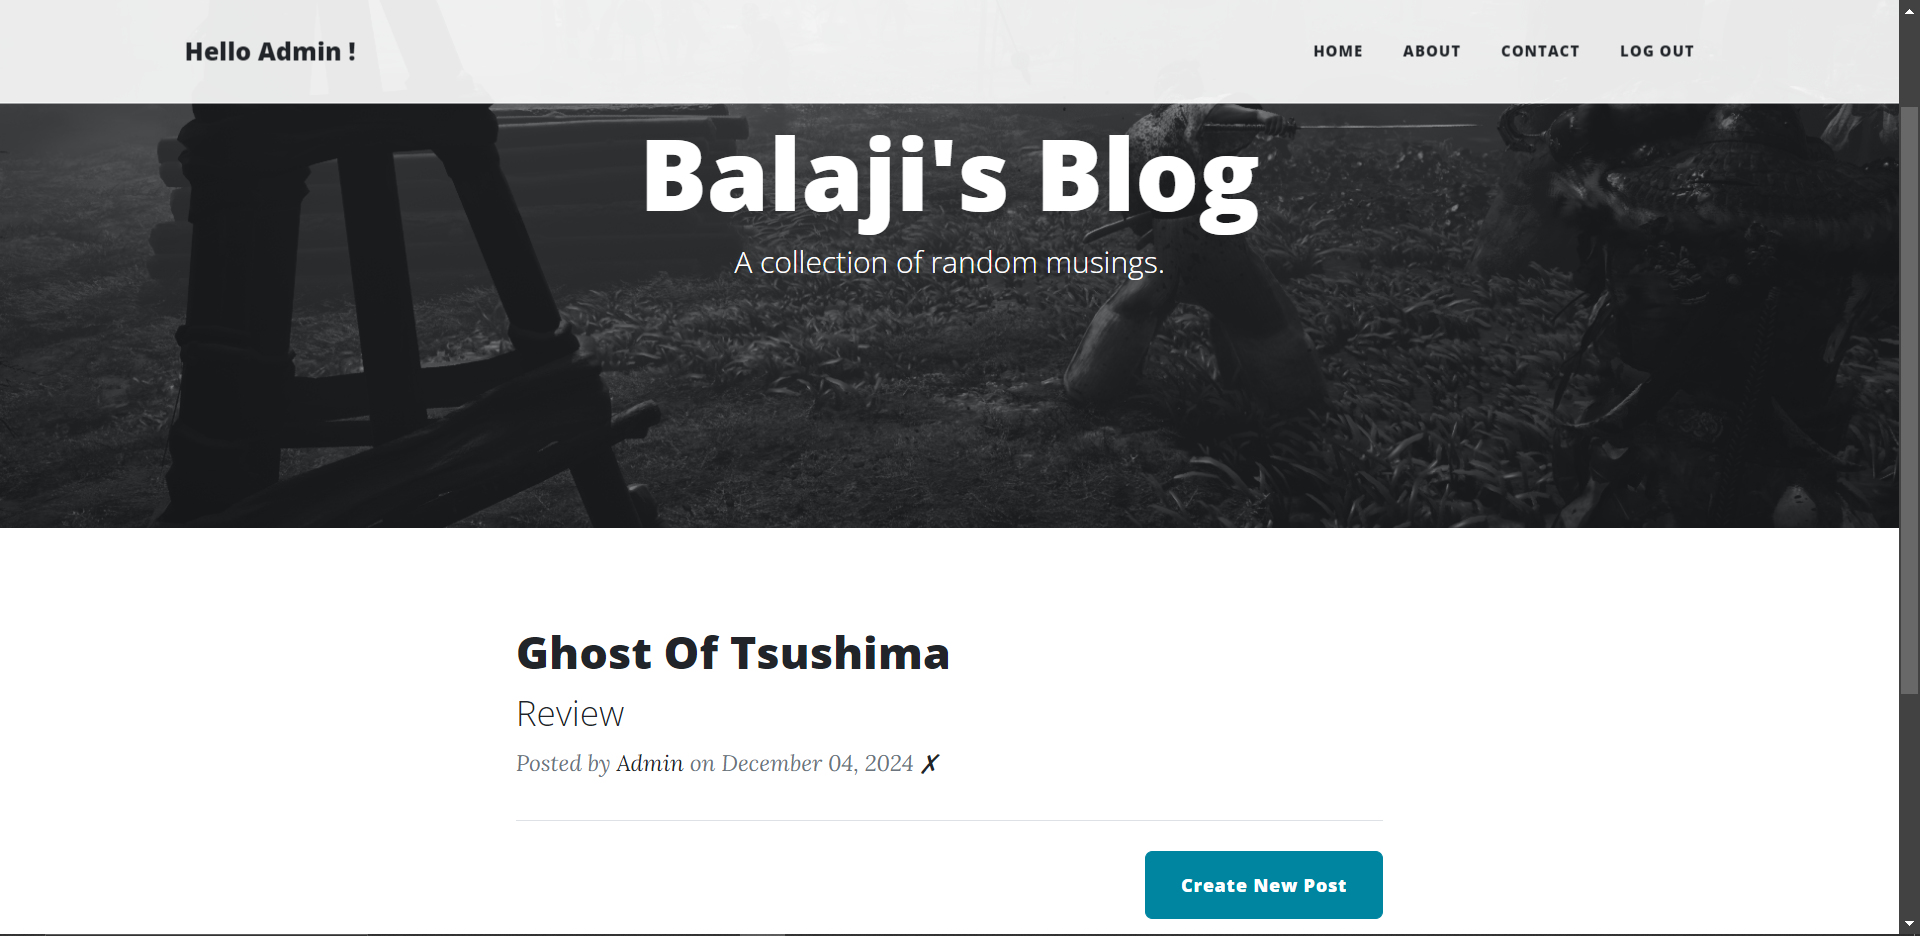 Hello Admin !
HOME ABOUT CONTACT LOG OUT
Balaji's Blog
A collection of random musings.
Ghost Of Tsushima
Review
Posted by Admin on December 04, 2024 ✗
Create New Post